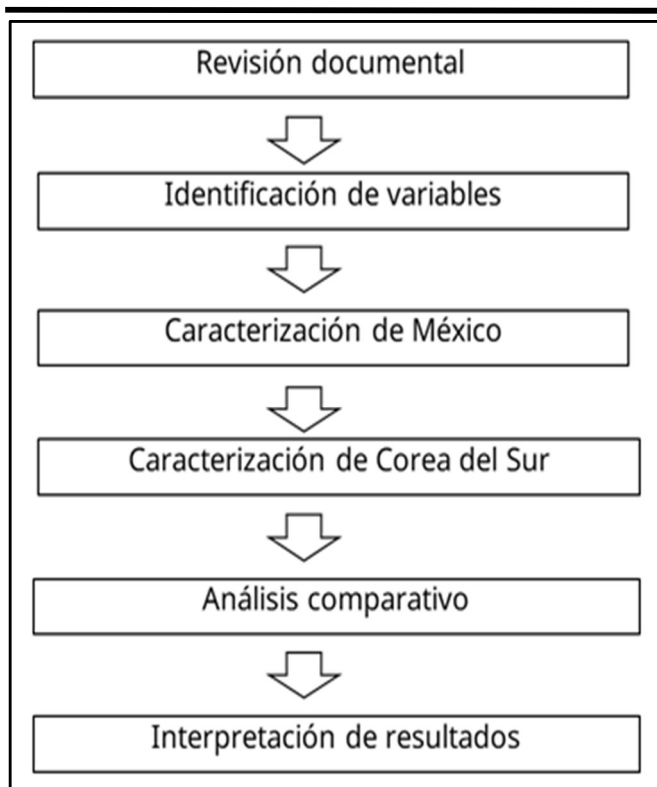 Revisión documental
Identificación de variables
Caracterización de México
Caracterización de Corea del Sur
Análisis comparativo
Interpretación de resultados